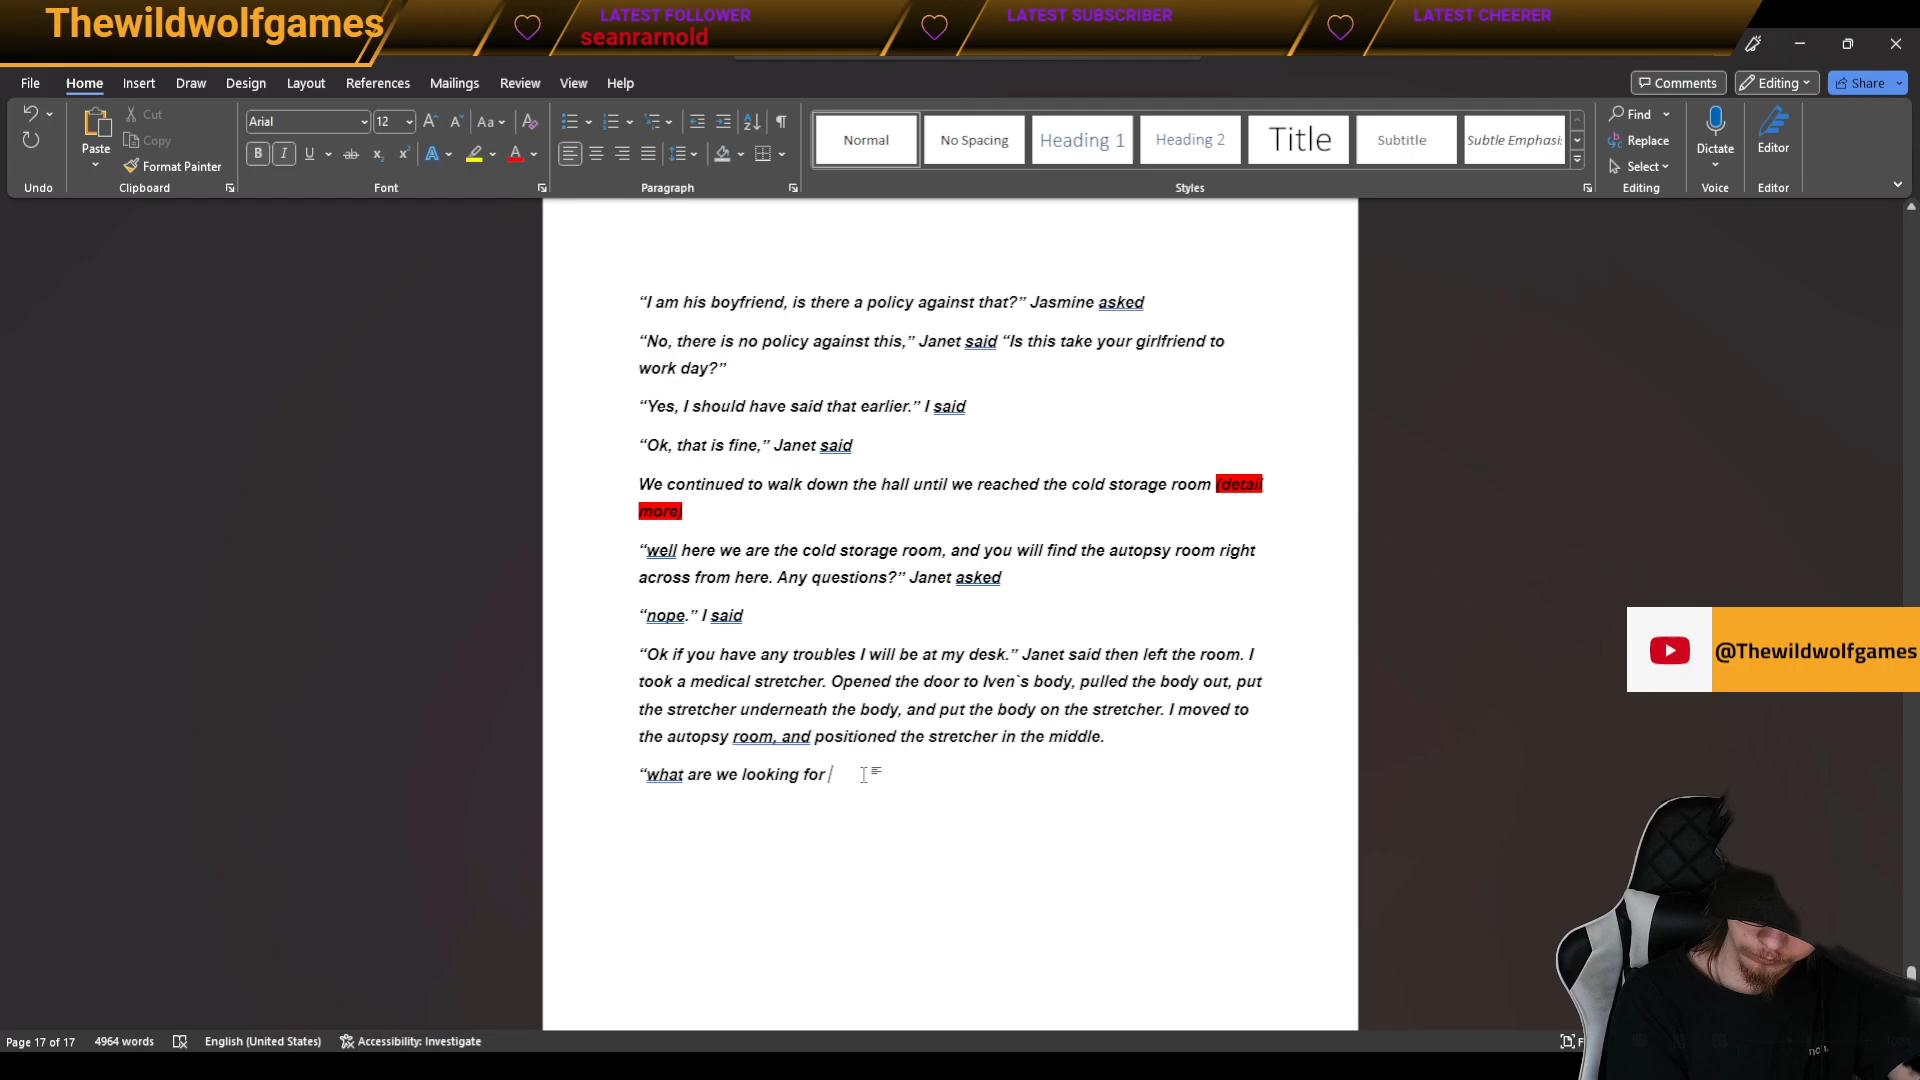 Thewildwolfgames
LATEST FOLLOWER
seanrarnold
LATEST SUBSCRIBER
LATEST CHEERER
File Home Insert Draw Design Layout References Mailings Review View Help
Comments Editing Share
Paste
Cut
Copy
Format Painter
Arial 12
Aa
Normal
No Spacing
Heading 1
Heading 2
Title
Subtitle
Subtle Emphasi
Find
Replace
Select
Dictate
Editor
Undo Clipboard Font Paragraph Styles Editing Voice Editor
“I am his boyfriend, is there a policy against that?” Jasmine asked
“No, there is no policy against this,” Janet said “Is this take your girlfriend to
work day?”
“Yes, I should have said that earlier.” I said
“Ok, that is fine,” Janet said
We continued to walk down the hall until we reached the cold storage room (detail
more)
“well here we are the cold storage room, and you will find the autopsy room right
across from here. Any questions?” Janet asked
“nope.” I said
“Ok if you have any troubles I will be at my desk.” Janet said then left the room. I
took a medical stretcher. Opened the door to Iven`s body, pulled the body out, put
the stretcher underneath the body, and put the body on the stretcher. I moved to
the autopsy room, and positioned the stretcher in the middle.
“what are we looking for
@Thewildwolfgames
Page 17 of 17 4964 words English (United States) Accessibility: Investigate